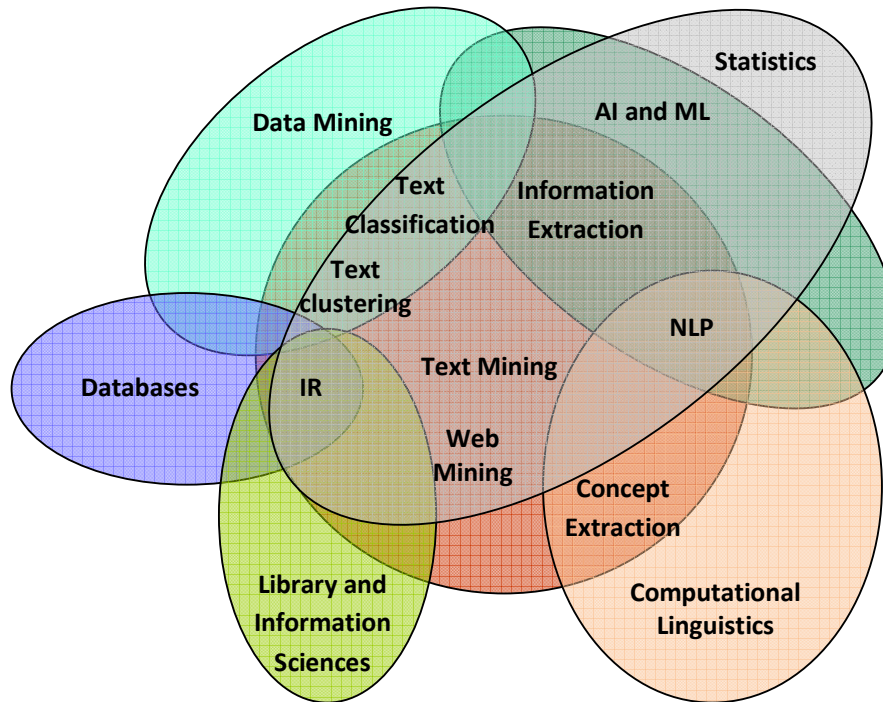 Statistics
AI and ML
Data Mining
Text
Classification
Information
Extraction
Text
clustering
NLP
Databases
IR
Text Mining
Web
Mining
Concept
Extraction
Library and
Information
Sciences
Computational
Linguistics